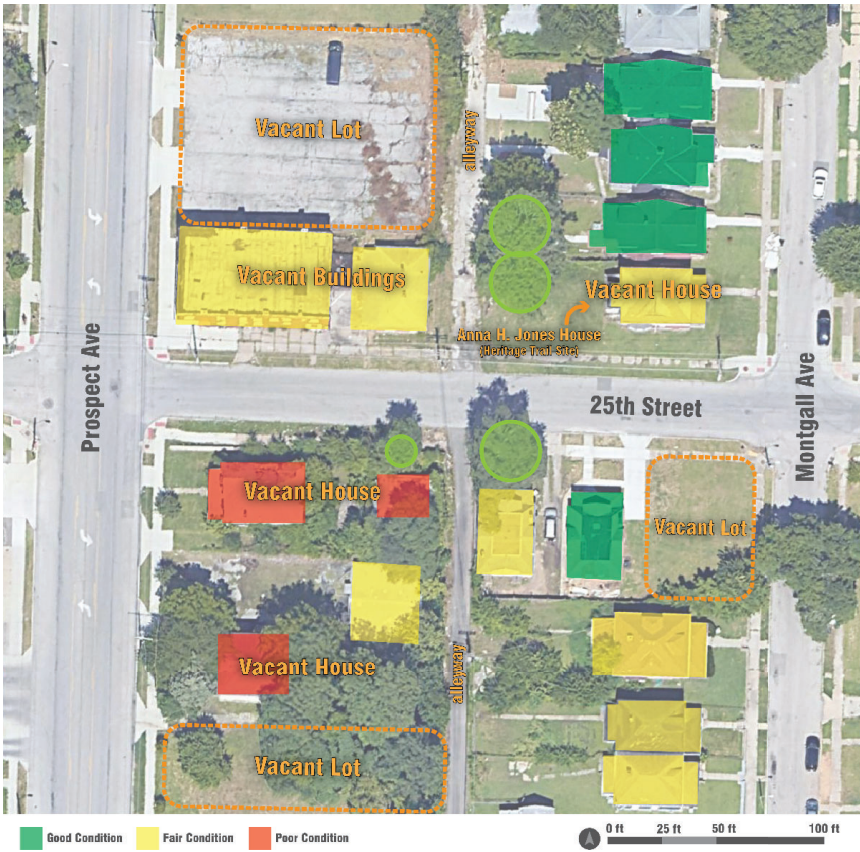 Vacant Lot
alleyway
Vacant Buildings
Vacant House
Anna H. Jones House
(Heritage Trail Site)
Prospect Ave
25th Street
Montgall Ave
Vacant House
Vacant Lot
Vacant House
alleyway
Vacant Lot
Good Condition
Fair Condition
Poor Condition
0 ft
25 ft
50 ft
100 ft